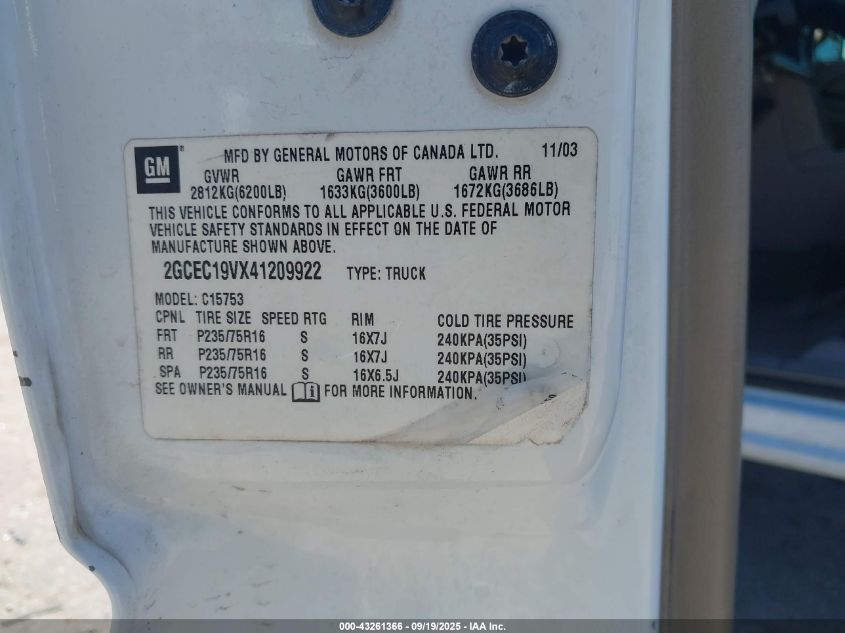 GM
MFD BY GENERAL MOTORS OF CANADA LTD. 11/03
GVWR GAWR FRT GAWR RR
2812KG(6200LB) 1633KG(3600LB) 1672KG(3686LB)
THIS VEHICLE CONFORMS TO ALL APPLICABLE U.S. FEDERAL MOTOR
VEHICLE SAFETY STANDARDS IN EFFECT ON THE DATE OF
MANUFACTURE SHOWN ABOVE.
2GCEC19VX41209922 TYPE: TRUCK
MODEL: C15753
CPNL TIRE SIZE SPEED RTG RIM COLD TIRE PRESSURE
FRT P235/75R16 S 16X7J 240KPA(35PSI)
RR P235/75R16 S 16X7J 240KPA(35PSI)
SPA P235/75R16 S 16X6.5J 240KPA(35PSI)
SEE OWNER'S MANUAL FOR MORE INFORMATION.
000-43261366 - 09/19/2025 - IAA Inc.